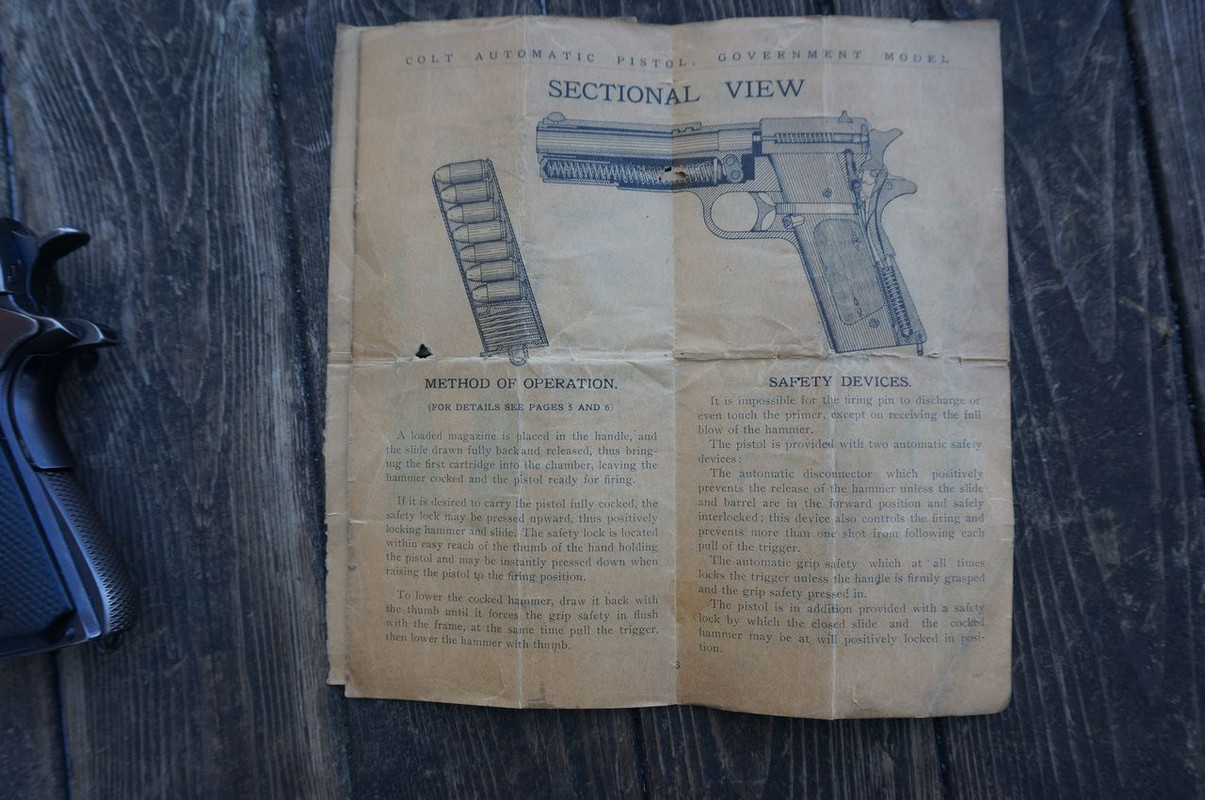 COLT AUTOMATIC PISTOL, GOVERNMENT MODEL
SECTIONAL VIEW
METHOD OF OPERATION.
(FOR DETAILS SEE PAGES 5 AND 6)
A loaded magazine is placed in the handle, and
the slide drawn fully back and released, thus bring-
ing the first cartridge into the chamber, leaving the
hammer cocked and the pistol ready for firing.
If it is desired to carry the pistol fully cocked, the
safety lock may be pressed upward, thus positively
locking hammer and slide. The safety lock is located
within easy reach of the thumb of the hand holding
the pistol and may be instantly pressed down when
raising the pistol to the firing position.
To lower the cocked hammer, draw it back with
the thumb until it forces the grip safety in flush
with the frame, at the same time pull the trigger,
then lower the hammer with thumb.
SAFETY DEVICES.
It is impossible for the firing pin to discharge or
even touch the primer, except on receiving the full
blow of the hammer.
The pistol is provided with two automatic safety
devices:
The automatic disconnector which positively
prevents the release of the hammer unless the slide
and barrel are in the forward position and safely
interlocked; this device also controls the firing and
prevents more than one shot from following each
pull of the trigger.
The automatic grip safety which at all times
locks the trigger unless the handle is firmly grasped
and the grip safety pressed in.
The pistol is in addition provided with a safety
lock by which the closed slide and the cocked
hammer may be at will positively locked in posi-
tion.
3